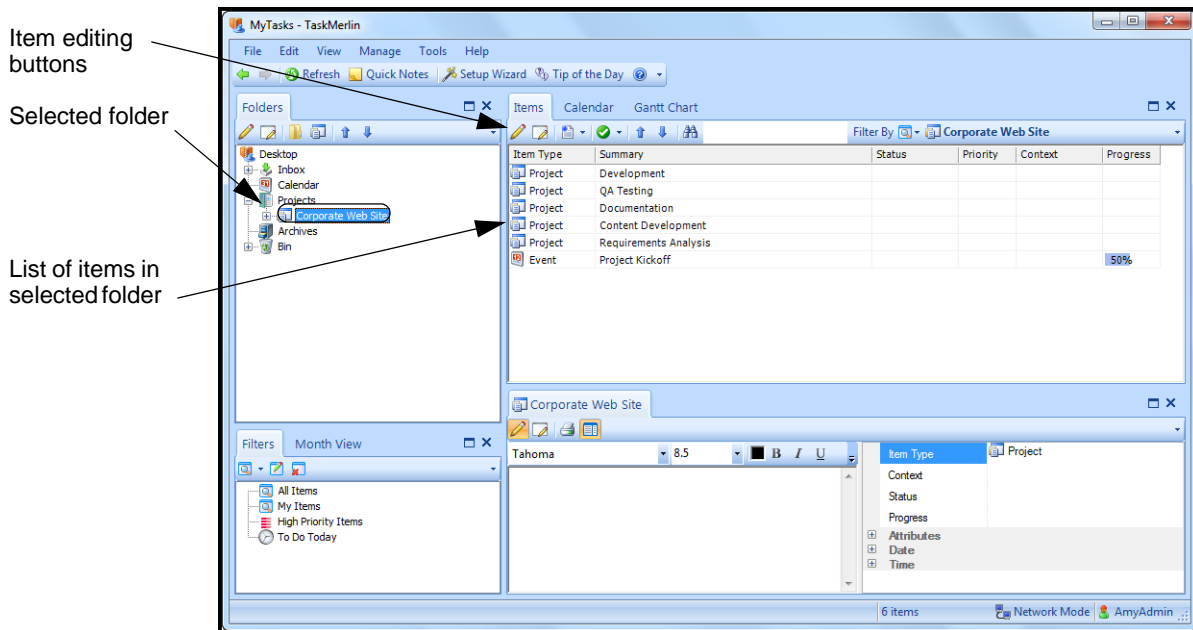 MyTasks - TaskMerlin
Item editing
buttons
File Edit View Manage Tools Help
Refresh Quick Notes Setup Wizard Tip of the Day
Selected folder
Folders
Items Calendar Gantt Chart
Filter By Corporate Web Site
Desktop
Inbox
Calendar
Projects
Corporate Web Site
Archives
Bin
Item Type Summary Status Priority Context Progress
Project Development
Project QA Testing
Project Documentation
Project Content Development
Project Requirements Analysis
Event Project Kickoff 50%
List of items in
selected folder
Corporate Web Site
Filters Month View
All Items
My Items
High Priority Items
To Do Today
Tahoma 8.5 B I U
Item Type Project
Context
Status
Progress
Attributes
Date
Time
6 items Network Mode AmyAdmin